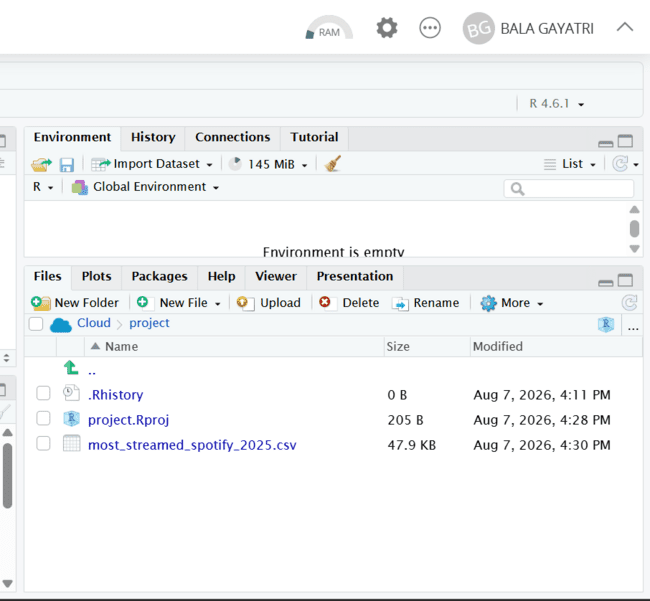 RAM BG BALA GAYATRI
R 4.6.1
Environment History Connections Tutorial
Import Dataset 145 MiB List
R Global Environment
Environment is empty
Files Plots Packages Help Viewer Presentation
New Folder New File Upload Delete Rename More
Cloud project R ...
Name Size Modified
..
.Rhistory 0 B Aug 7, 2026, 4:11 PM
project.Rproj 205 B Aug 7, 2026, 4:28 PM
most_streamed_spotify_2025.csv 47.9 KB Aug 7, 2026, 4:30 PM